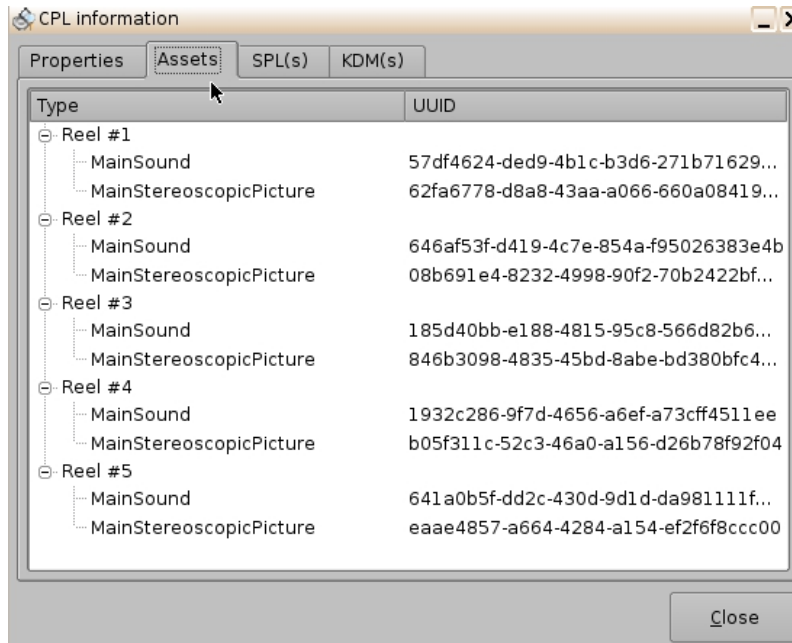 CPL information
Properties Assets SPL(s) KDM(s)
Type UUID
Reel #1
MainSound 57df4624-ded9-4b1c-b3d6-271b71629...
MainStereoscopicPicture 62fa6778-d8a8-43aa-a066-660a08419...
Reel #2
MainSound 646af53f-d419-4c7e-854a-f95026383e4b
MainStereoscopicPicture 08b691e4-8232-4998-90f2-70b2422bf...
Reel #3
MainSound 185d40bb-e188-4815-95c8-566d82b6...
MainStereoscopicPicture 846b3098-4835-45bd-8abe-bd380bfc4...
Reel #4
MainSound 1932c286-9f7d-4656-a6ef-a73cff4511ee
MainStereoscopicPicture b05f311c-52c3-46a0-a156-d26b78f92f04
Reel #5
MainSound 641a0b5f-dd2c-430d-9d1d-da981111f...
MainStereoscopicPicture eaae4857-a664-4284-a154-ef2f6f8ccc00
Close